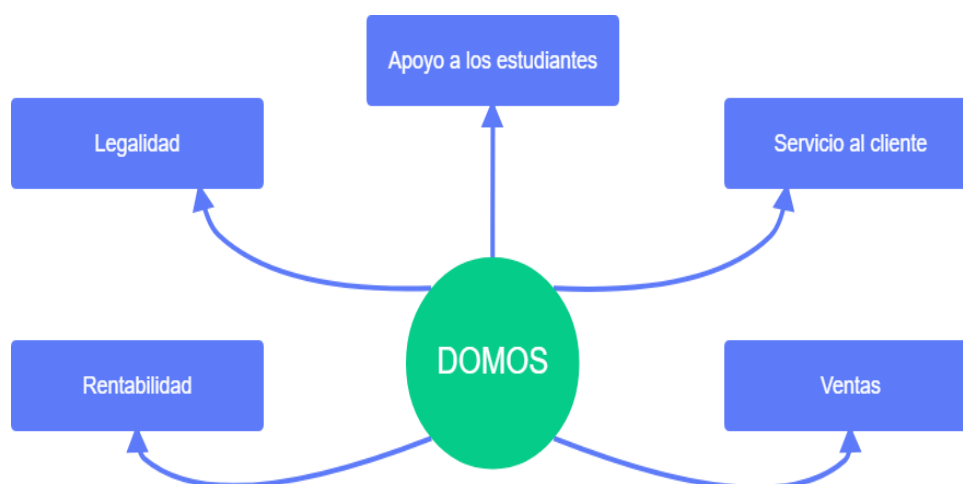 Apoyo a los estudiantes
Legalidad
Servicio al cliente
DOMOS
Rentabilidad
Ventas